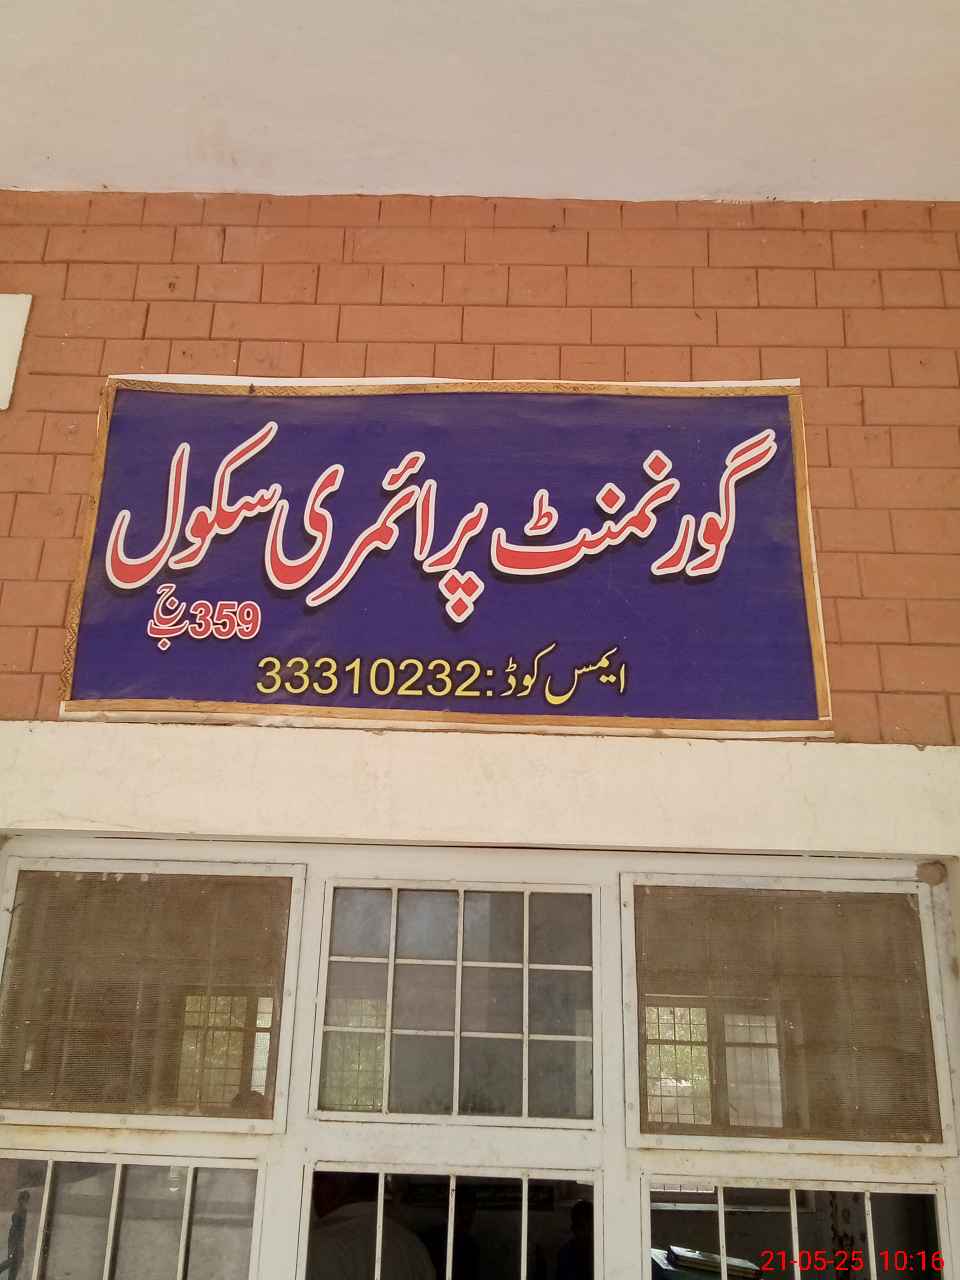 گورنمنٹ پرائمری سکول
359 ج ب
ایمس کوڈ: 33310232
21-05-25 10:16